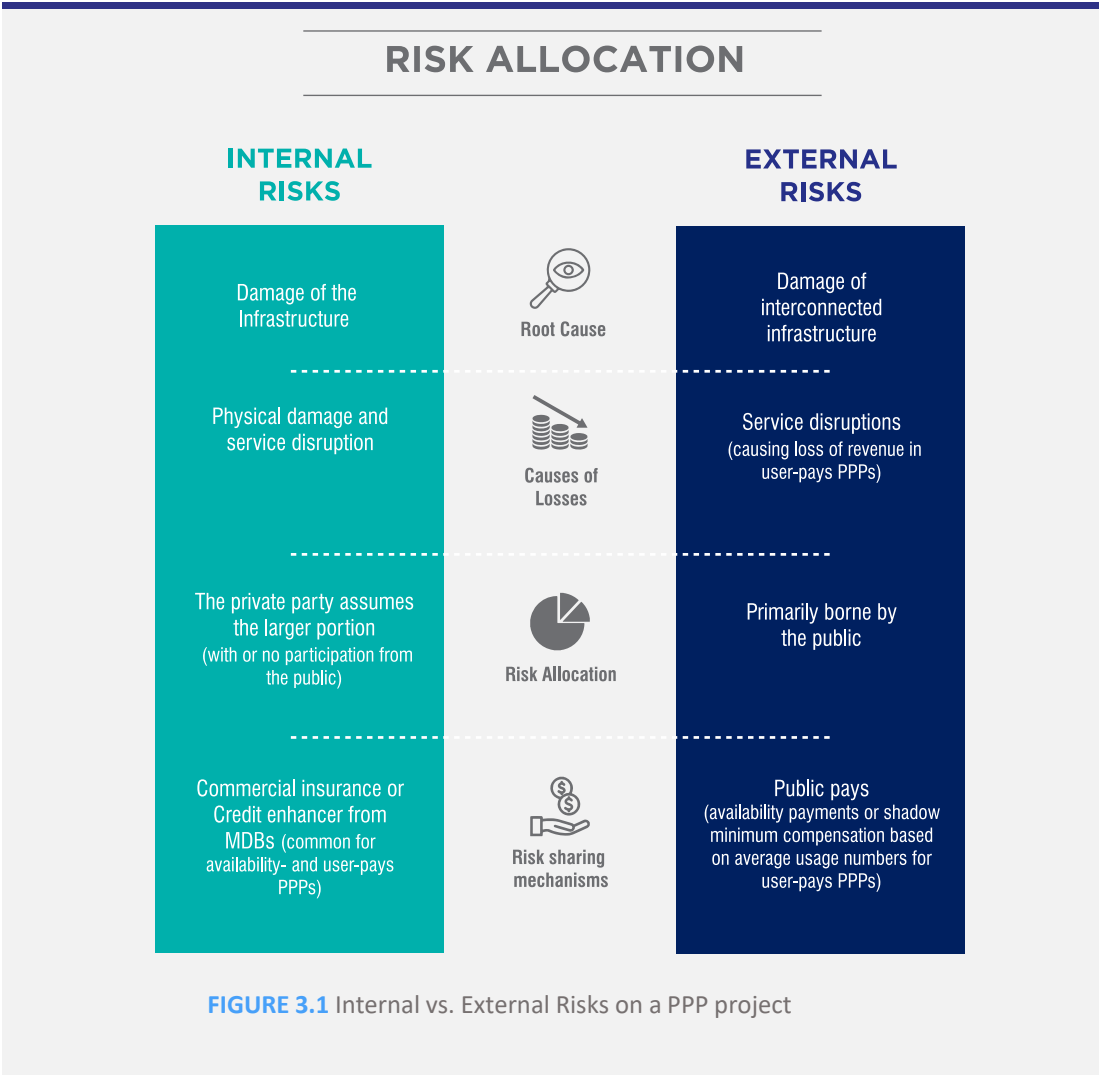 RISK ALLOCATION
INTERNAL
RISKS
EXTERNAL
RISKS
Damage of the
Infrastructure
Root Cause
Damage of
interconnected
infrastructure
Physical damage and
service disruption
Causes of
Losses
Service disruptions
(causing loss of revenue in
user-pays PPPs)
The private party assumes
the larger portion
(with or no participation from
the public)
Risk Allocation
Primarily borne by
the public
Commercial insurance or
Credit enhancer from
MDBs (common for
availability- and user-pays
PPPs)
Risk sharing
mechanisms
Public pays
(availability payments or shadow
minimum compensation based
on average usage numbers for
user-pays PPPs)
FIGURE 3.1 Internal vs. External Risks on a PPP project